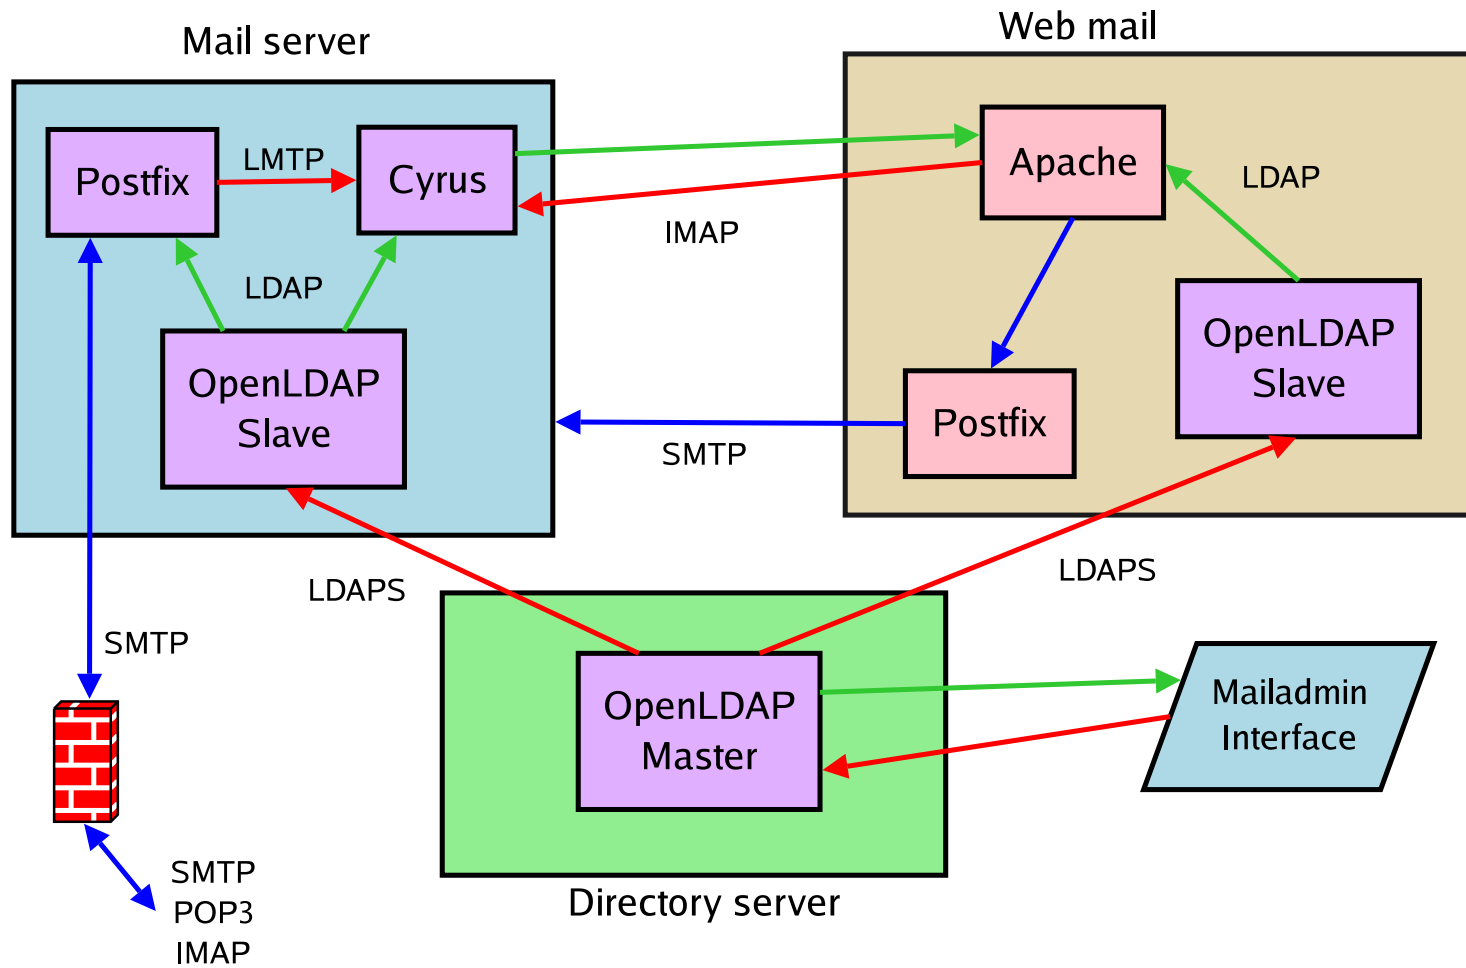 Mail server
Web mail
Postfix
LMTP
Cyrus
Apache
LDAP
IMAP
LDAP
OpenLDAP
Slave
OpenLDAP
Slave
Postfix
SMTP
LDAPS
LDAPS
SMTP
OpenLDAP
Master
Mailadmin
Interface
Directory server
SMTP
POP3
IMAP